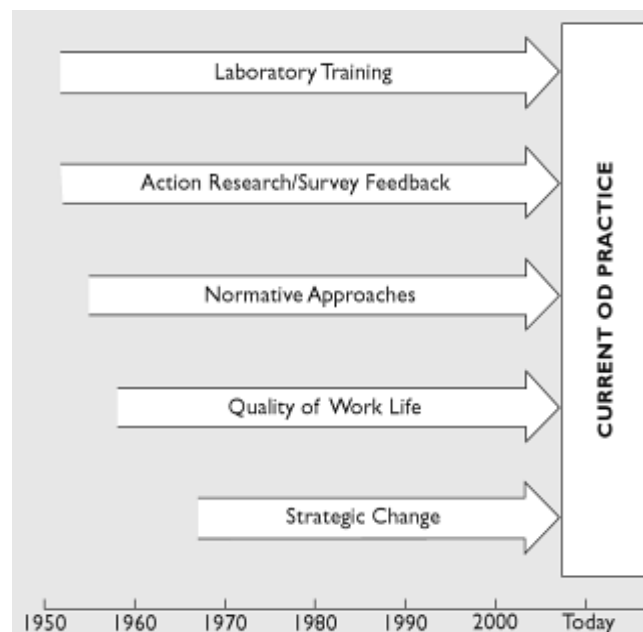 Laboratory Training
Action Research/Survey Feedback
Normative Approaches
Quality of Work Life
Strategic Change
CURRENT OD PRACTICE
1950 1960 1970 1980 1990 2000 Today